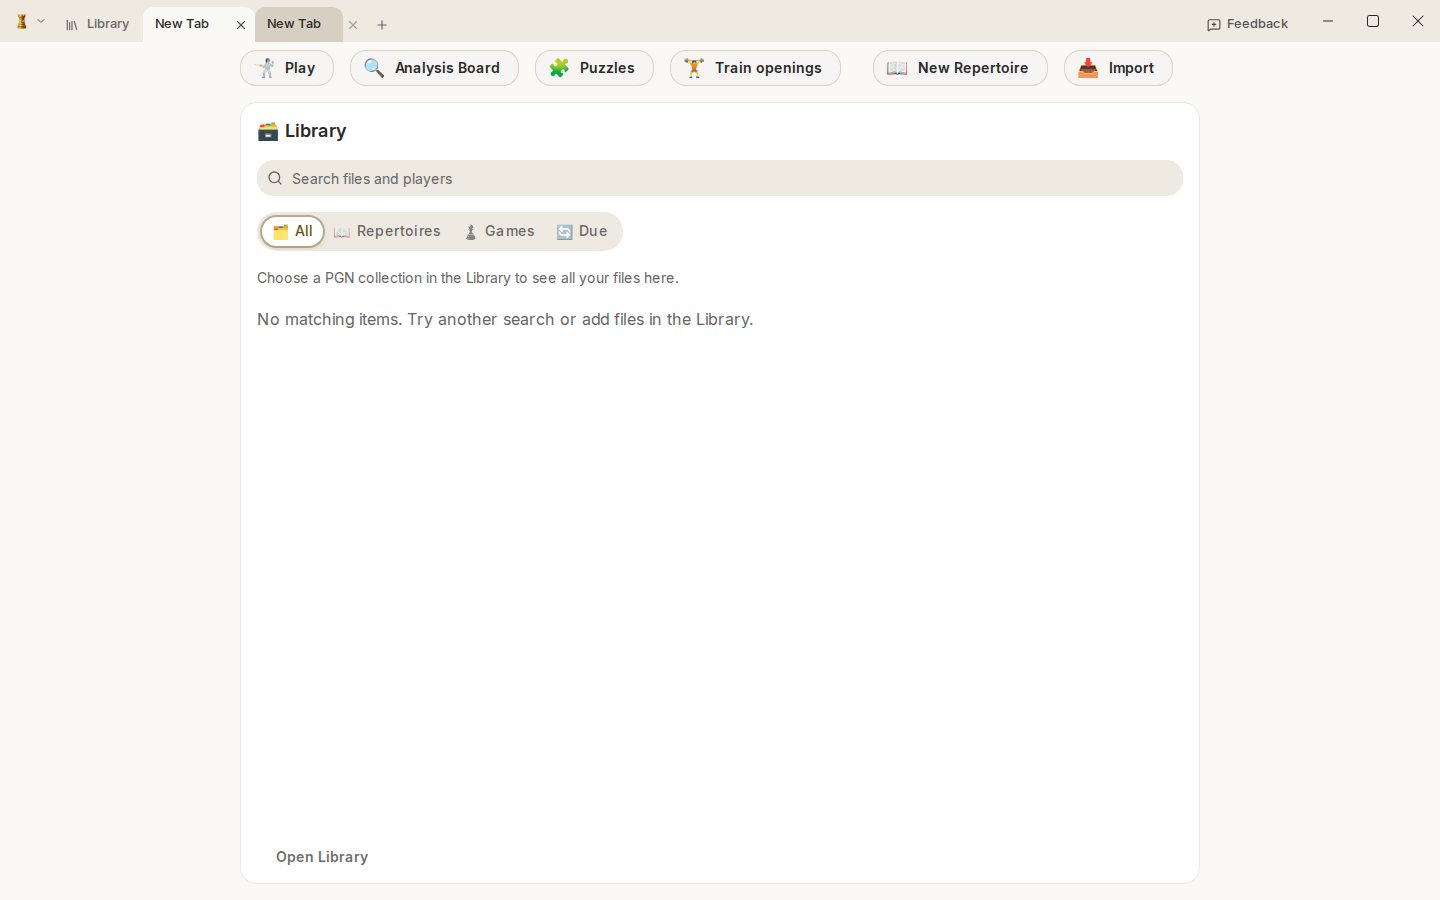 Library
New Tab
New Tab
Feedback
Play
Analysis Board
Puzzles
Train openings
New Repertoire
Import
Library
Search files and players
All
Repertoires
Games
Due
Choose a PGN collection in the Library to see all your files here.
No matching items. Try another search or add files in the Library.
Open Library